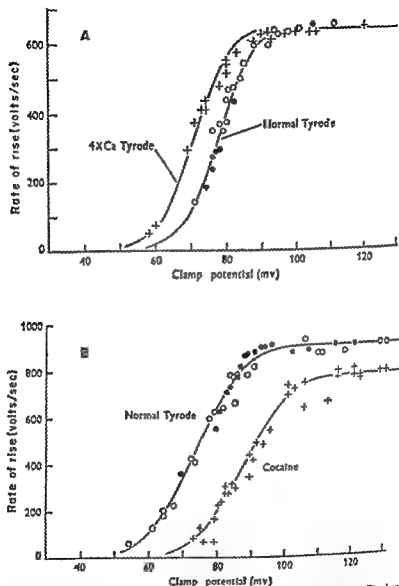 A
600
400
200
0
Rate of rise (volts/sec)
4XCa Tyrode
Normal Tyrode
40
60
80
100
120
Clamp potential (mv)
B
1000
800
600
400
200
0
Rate of rise (volts/sec)
Normal Tyrode
Cocaine
40
60
80
100
120
Clamp potential (mv)